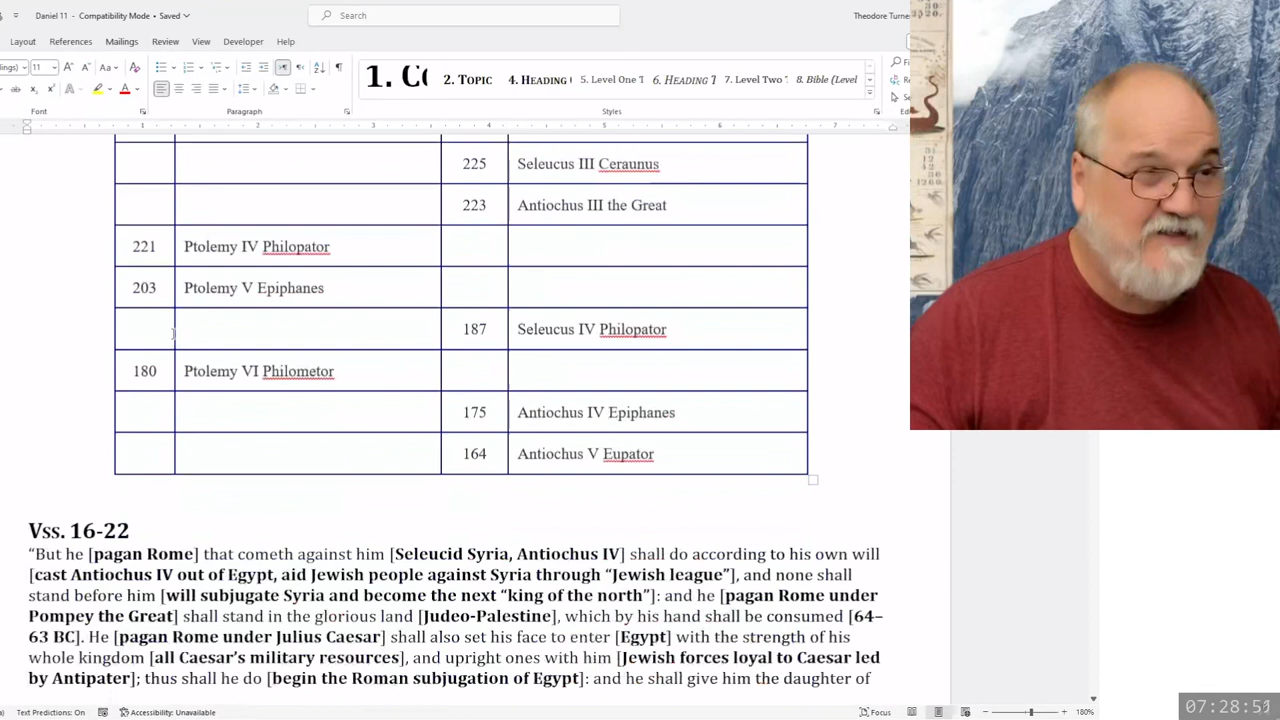 Daniel 11 - Compatibility Mode • Saved
Search
Theodore Turner
Layout References Mailings Review View Developer Help
11
Aa
1. Co
2. TOPIC
4. HEADING
5. Level One
6. HEADING
7. Level Two
8. Bible (Level
Font
Paragraph
Styles
1 2 3 5 6 7
225 Seleucus III Ceraunus
223 Antiochus III the Great
221 Ptolemy IV Philopator
203 Ptolemy V Epiphanes
187 Seleucus IV Philopator
180 Ptolemy VI Philometor
175 Antiochus IV Epiphanes
164 Antiochus V Eupator
Vss. 16-22
“But he [pagan Rome] that cometh against him [Seleucid Syria, Antiochus IV] shall do according to his own will
[cast Antiochus IV out of Egypt, aid Jewish people against Syria through “Jewish league”], and none shall
stand before him [will subjugate Syria and become the next “king of the north”]: and he [pagan Rome under
Pompey the Great] shall stand in the glorious land [Judeo-Palestine], which by his hand shall be consumed [64–
63 BC]. He [pagan Rome under Julius Caesar] shall also set his face to enter [Egypt] with the strength of his
whole kingdom [all Caesar’s military resources], and upright ones with him [Jewish forces loyal to Caesar led
by Antipater]; thus shall he do [begin the Roman subjugation of Egypt]: and he shall give him the daughter of
Text Predictions: On
Accessibility: Unavailable
Focus
180%